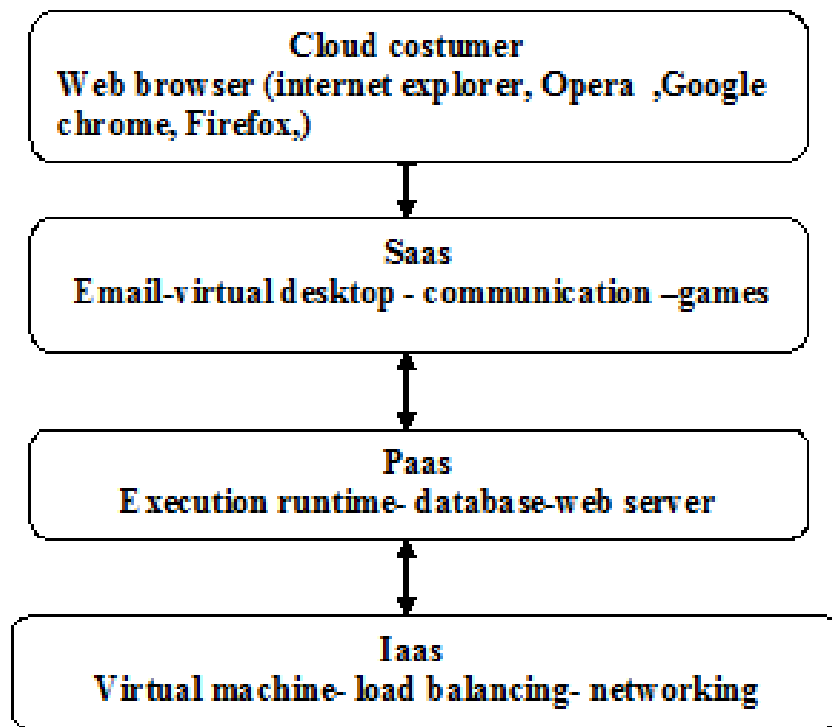 Cloud costumer
Web browser (internet explorer, Opera ,Google
chrome, Firefox,)
Saas
Email-virtual desktop - communication –games
Paas
Execution runtime- database-web server
Iaas
Virtual machine- load balancing- networking